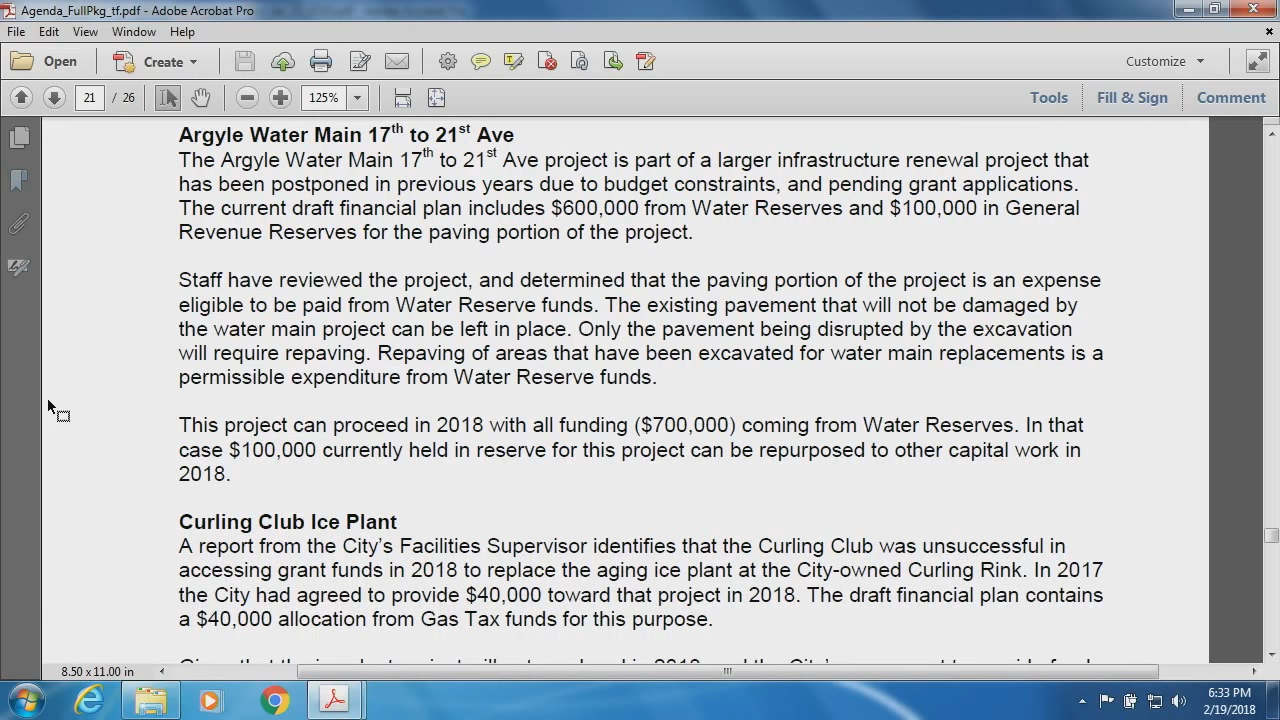 Agenda_FullPkg_tf.pdf - Adobe Acrobat Pro
File Edit View Window Help
Open Create Customize
21 / 26 125% Tools Fill & Sign Comment
Argyle Water Main 17th to 21st Ave
The Argyle Water Main 17th to 21st Ave project is part of a larger infrastructure renewal project that
has been postponed in previous years due to budget constraints, and pending grant applications.
The current draft financial plan includes $600,000 from Water Reserves and $100,000 in General
Revenue Reserves for the paving portion of the project.
Staff have reviewed the project, and determined that the paving portion of the project is an expense
eligible to be paid from Water Reserve funds. The existing pavement that will not be damaged by
the water main project can be left in place. Only the pavement being disrupted by the excavation
will require repaving. Repaving of areas that have been excavated for water main replacements is a
permissible expenditure from Water Reserve funds.
This project can proceed in 2018 with all funding ($700,000) coming from Water Reserves. In that
case $100,000 currently held in reserve for this project can be repurposed to other capital work in
2018.
Curling Club Ice Plant
A report from the City's Facilities Supervisor identifies that the Curling Club was unsuccessful in
accessing grant funds in 2018 to replace the aging ice plant at the City-owned Curling Rink. In 2017
the City had agreed to provide $40,000 toward that project in 2018. The draft financial plan contains
a $40,000 allocation from Gas Tax funds for this purpose.
8.50 x 11.00 in
6:33 PM
2/19/2018